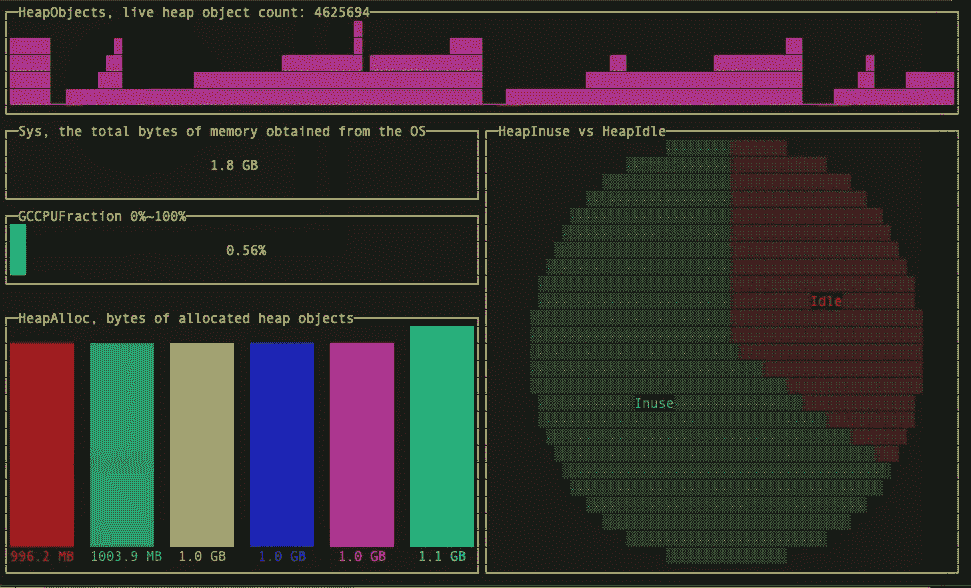 HeapObjects, live heap object count: 4625694
Sys, the total bytes of memory obtained from the OS
1.8 GB
GCCPUFraction 0%~100%
0.56%
HeapAlloc, bytes of allocated heap objects
996.2 MB 1003.9 MB 1.0 GB 1.0 GB 1.0 GB 1.1 GB
HeapInuse vs HeapIdle
Idle
Inuse